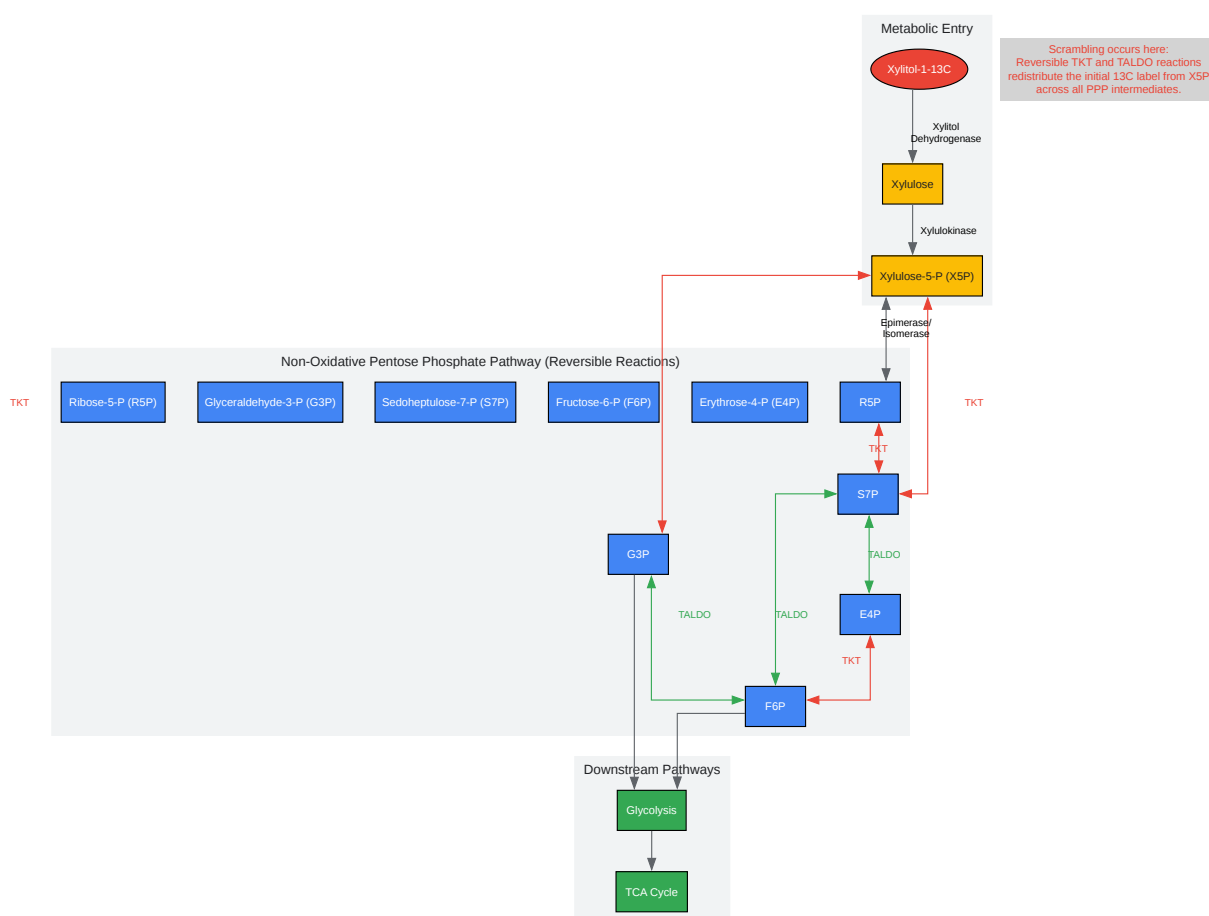 Metabolic Entry
Xylitol-1-13C
Scrambling occurs here:
Reversible TKT and TALDO reactions
redistribute the initial 13C label from X5P
across all PPP intermediates.
Xylitol
Dehydrogenase
Xylulose
Xylulokinase
Xylulose-5-P (X5P)
Epimerase/
Isomerase
Non-Oxidative Pentose Phosphate Pathway (Reversible Reactions)
TKT
Ribose-5-P (R5P)
Glyceraldehyde-3-P (G3P)
Sedoheptulose-7-P (S7P)
Fructose-6-P (F6P)
Erythrose-4-P (E4P)
R5P
TKT
TKT
S7P
G3P
TALDO
TALDO
TALDO
E4P
TKT
F6P
Downstream Pathways
Glycolysis
TCA Cycle